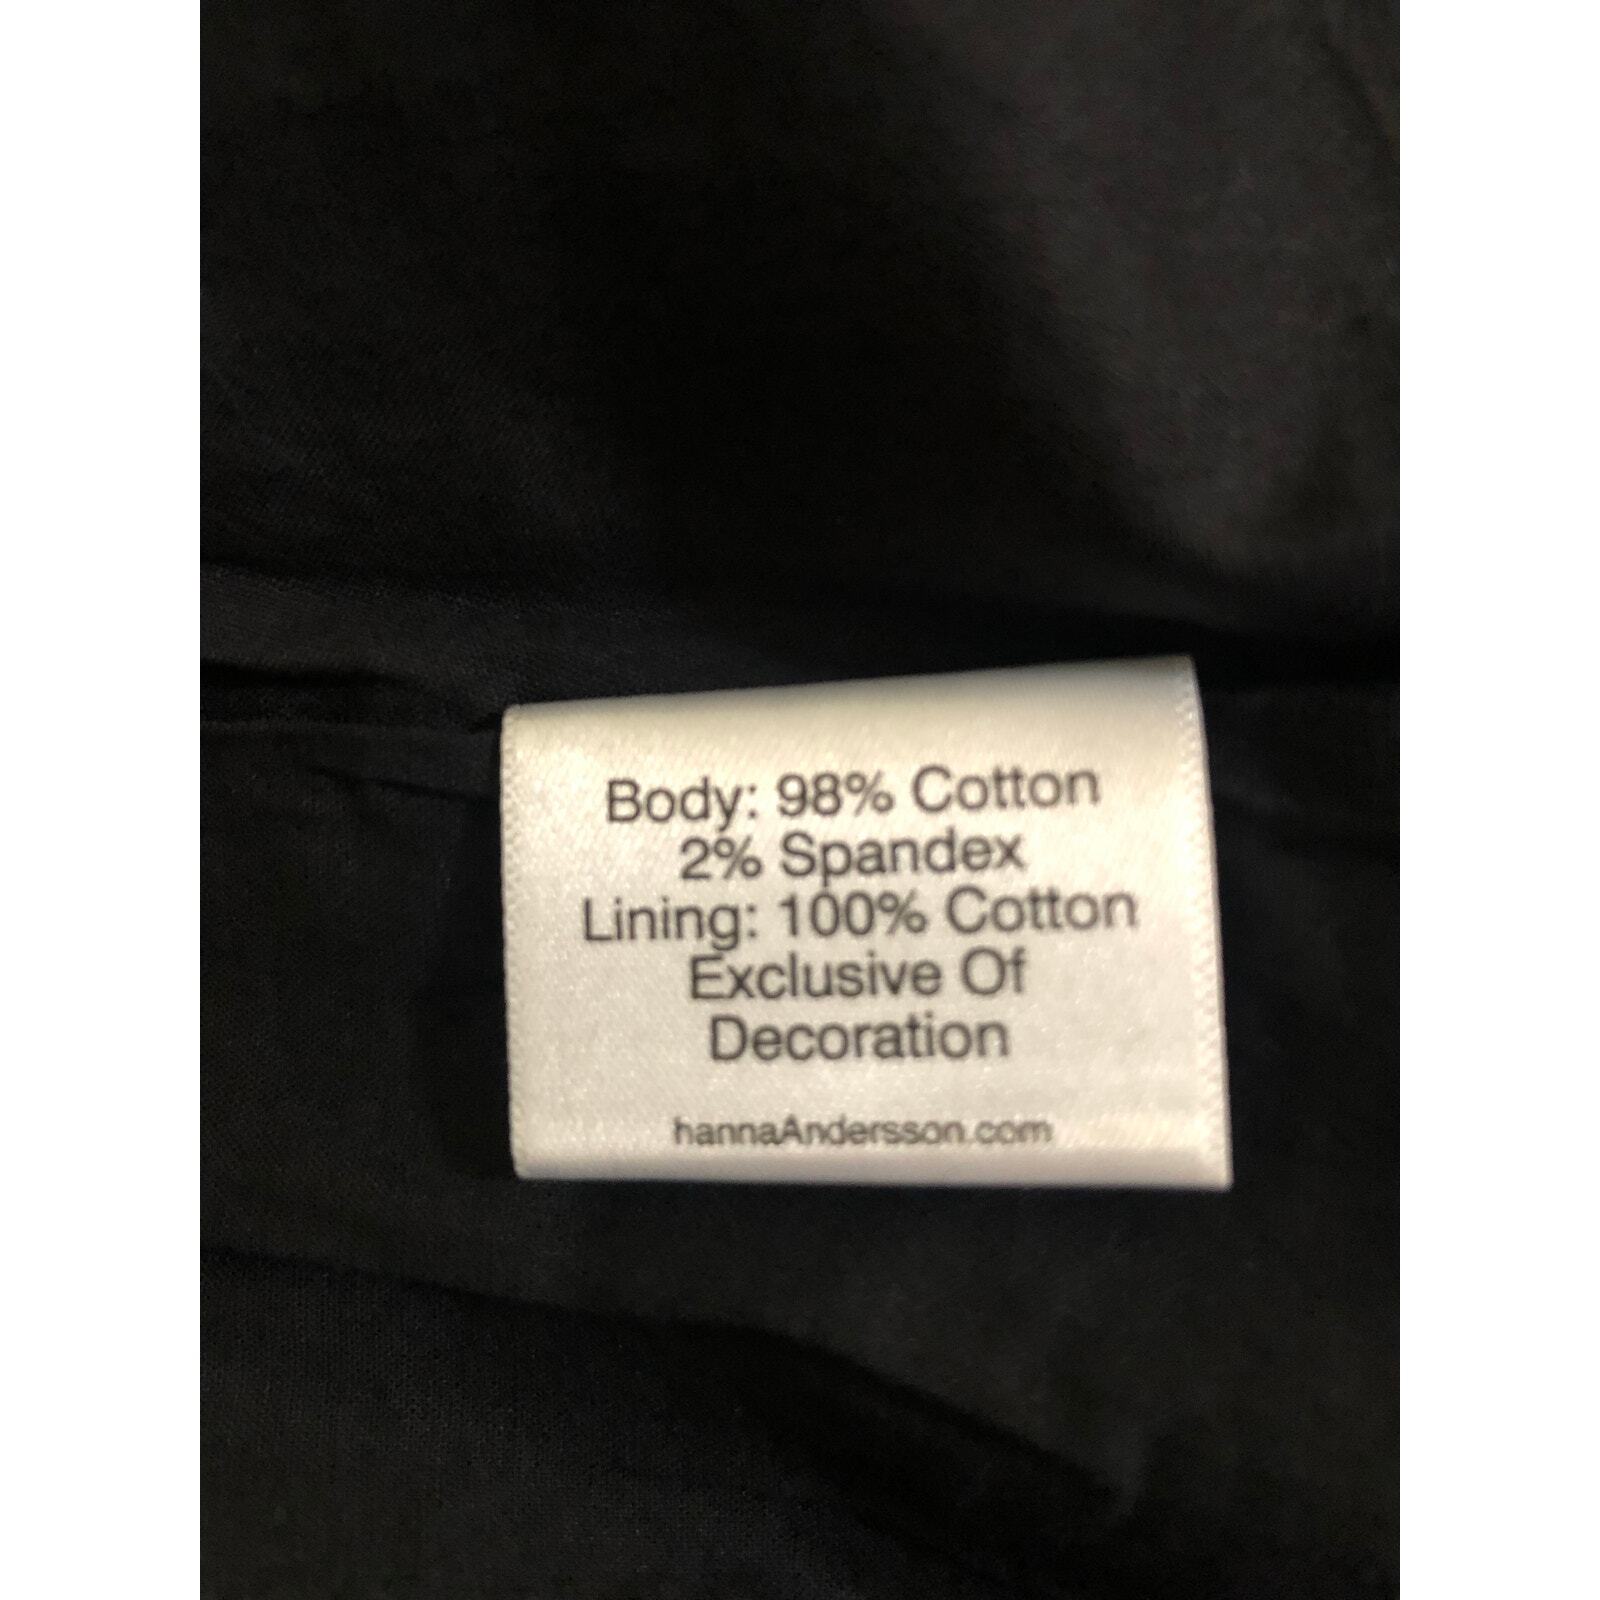 Body: 98% Cotton
2% Spandex
Lining: 100% Cotton
Exclusive Of
Decoration
hannaAndersson.com